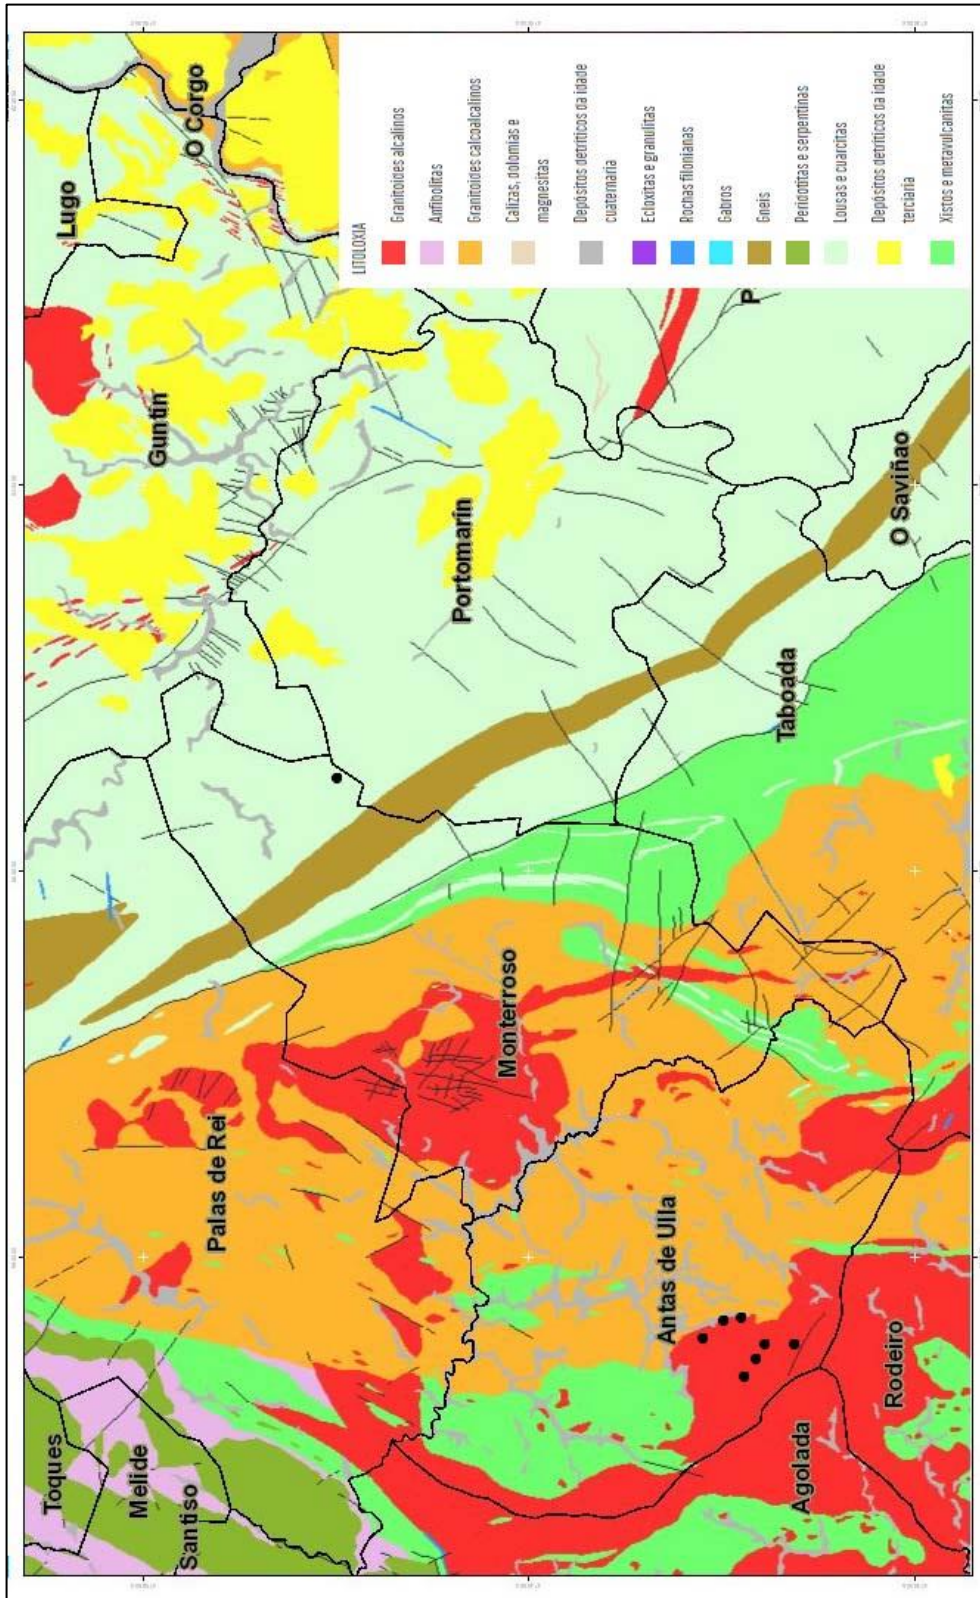 Toques
Lugo
Melide
Guntín
Santiso
O Corgo
Palas de Rei
Portomarín
Monterroso
Antas de Ulla
P
Taboada
Agolada
Rodeiro
O Saviñao
LITOLOXIA
Granitoides alcalinos
Anfibolitas
Granitoides calcoalcalinos
Calizas, dolomias e
magnesitas
Depósitos detríticos da idade
cuaternaria
Ecloxitas e granulitas
Rochas filonianas
Gabros
Gneis
Peridotitas e serpentinas
Lousas e cuarcitas
Depósitos detríticos da idade
terciaria
Xistos e metavulcanitas